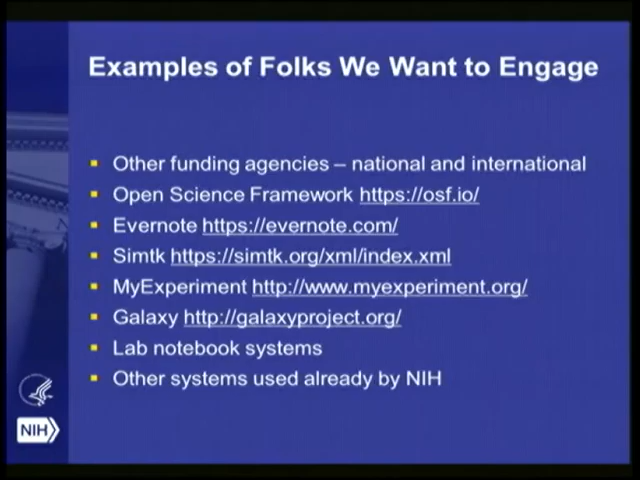 Examples of Folks We Want to Engage
Other funding agencies – national and international
Open Science Framework https://osf.io/
Evernote https://evernote.com/
Simtk https://simtk.org/xml/index.xml
MyExperiment http://www.myexperiment.org/
Galaxy http://galaxyproject.org/
Lab notebook systems
Other systems used already by NIH
NIH